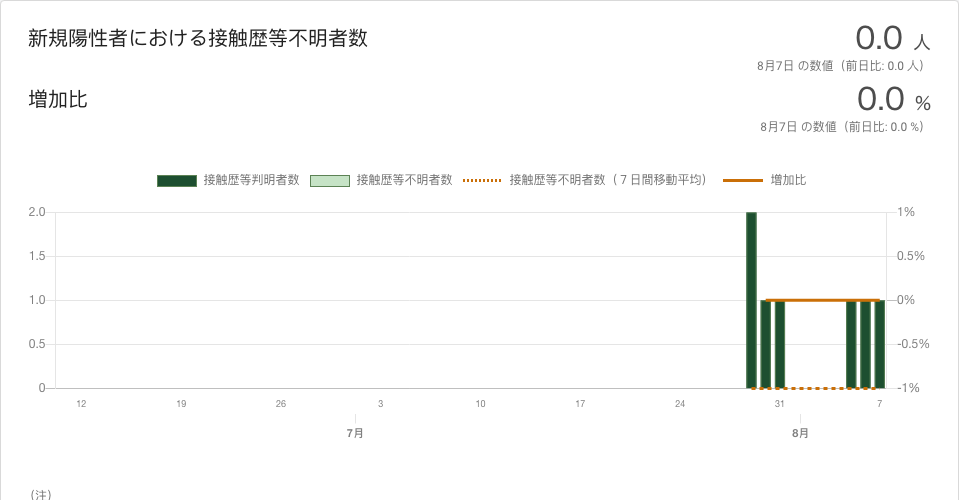 新規陽性者における接触歴等不明者数
0.0 人
8月7日 の数値（前日比: 0.0 人）
増加比
0.0 %
8月7日 の数値（前日比: 0.0 %）
接触歴等判明者数 接触歴等不明者数 接触歴等不明者数（７日間移動平均） 増加比
2.0 1%
1.5 0.5%
1.0 0%
0.5 -0.5%
0 -1%
12 19 26 3 10 17 24 31 7
7月 8月
（注）